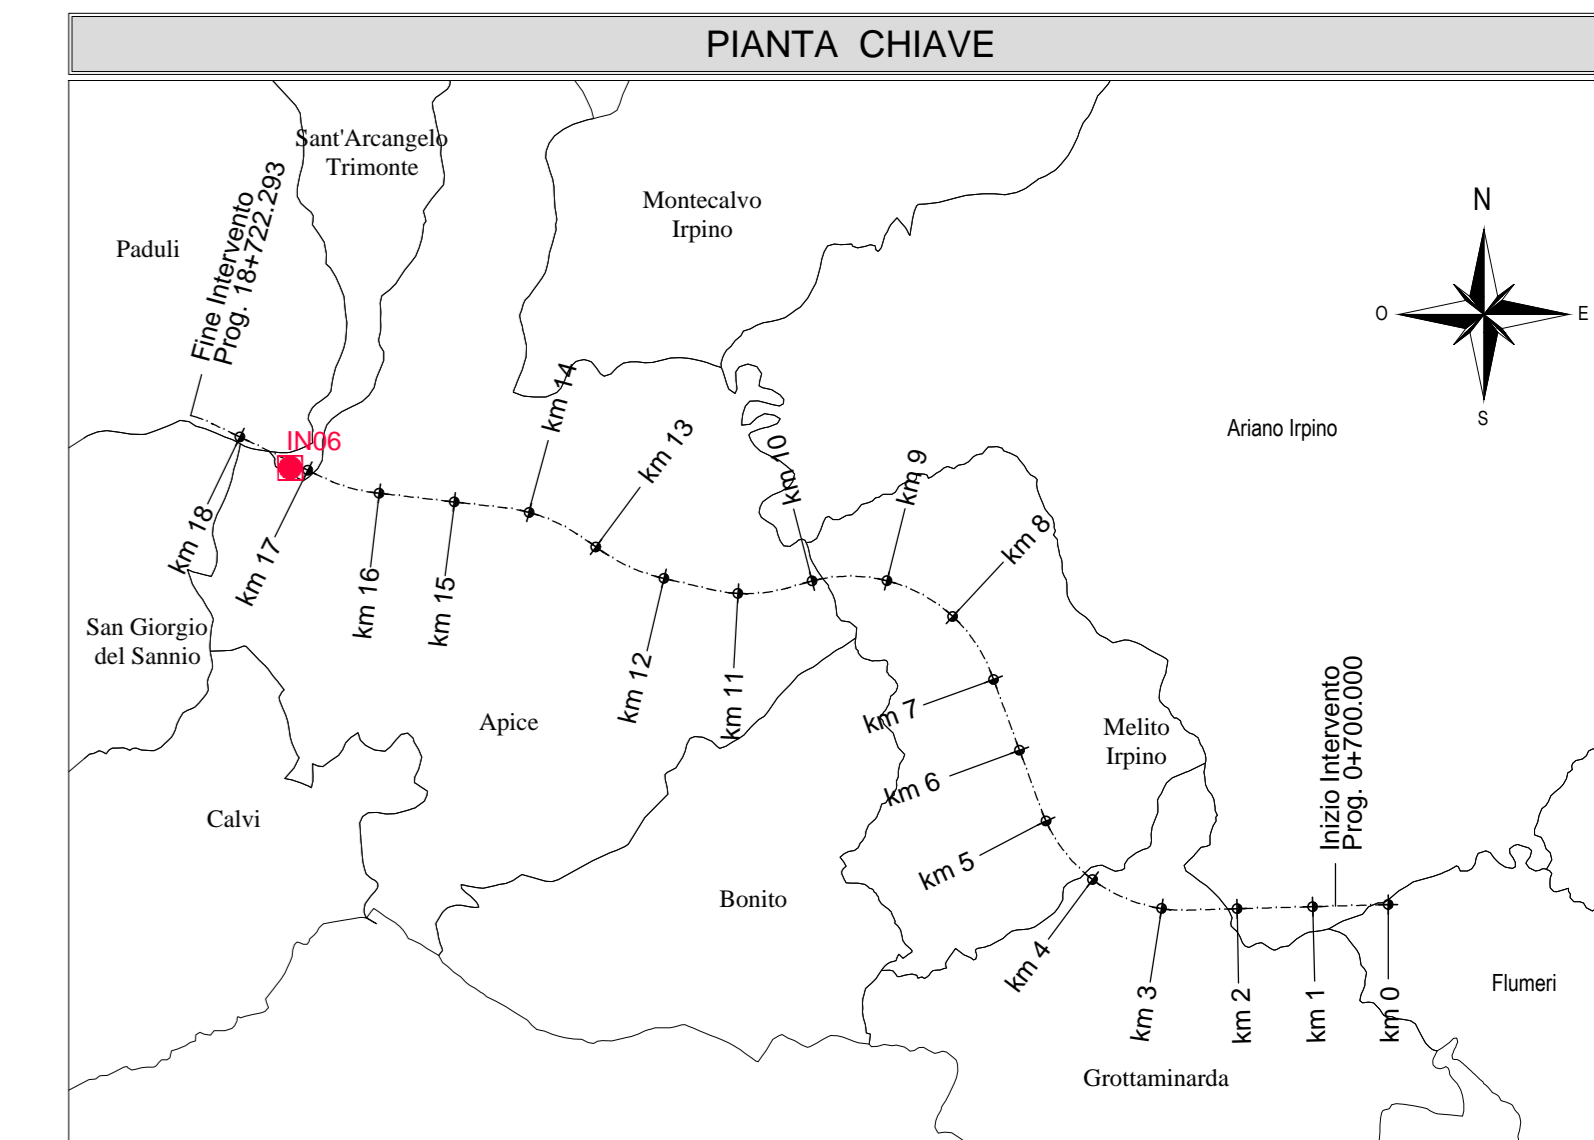 PIANTA CHIAVE
Sant'Arcangelo
Trimonte
Montecalvo
Irpino
Paduli
Fine Intervento
Prog. 18+722.293
N
O
E
S
IN06
km 14
km 13
km 10
km 9
km 8
Ariano Irpino
km 18
km 17
km 16
km 15
km 12
km 11
San Giorgio
del Sannio
Apice
km 7
km 6
km 5
Melito
Irpino
Inizio Intervento
Prog. 0+700.000
Calvi
Bonito
km 4
km 3
km 2
km 1
km 0
Flumeri
Grottaminarda